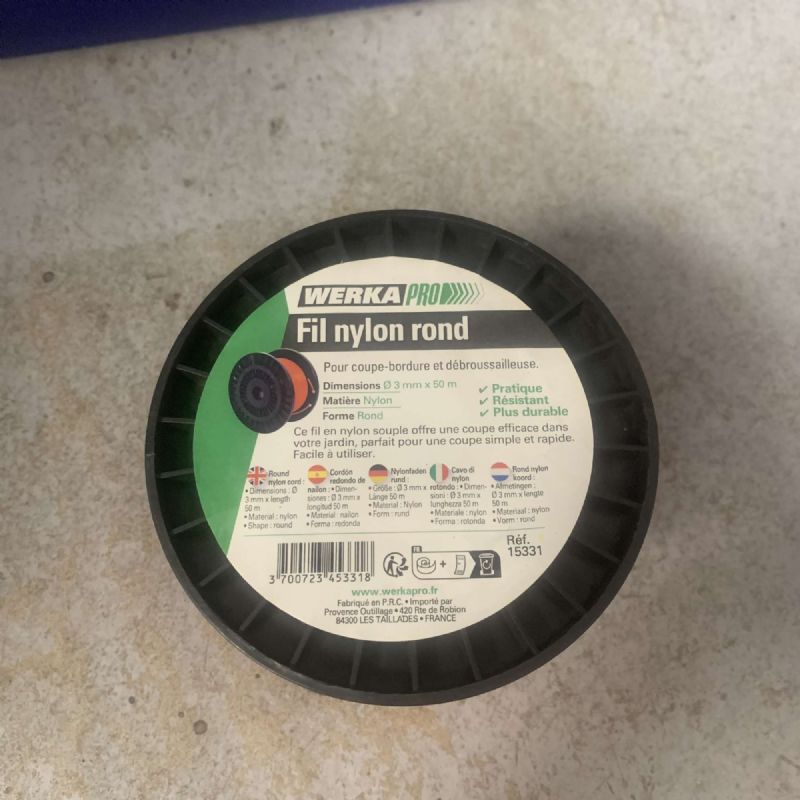 WERKA PRO
Fil nylon rond
Pour coupe-bordure et débroussailleuse.
Dimensions Ø 3 mm x 50 m
Matière Nylon
Forme Rond
✓ Pratique
✓ Résistant
✓ Plus durable
Ce fil en nylon souple offre une coupe efficace dans
votre jardin, parfait pour une coupe simple et rapide.
Facile à utiliser.
Round
nylon cord :
• Dimensions : Ø
3 mm x length
50 m
• Material : nylon
• Shape : round
Cordón
redondo de
nailon : • Dimen-
siones : Ø 3 mm x
longitud 50 m
• Material : nailon
• Forma : redonda
Nylonfaden
rund :
• Größe : Ø 3 mm x
Länge 50 m
• Material : Nylon
• Form : rund
Cavo di
nylon
rotondo : • Dimen-
sioni : Ø 3 mm x
lunghezza 50 m
• Materiale : nylon
• Forma : rotonda
Rond nylon
koord :
• Afmetingen :
Ø 3 mm x lengte
50 m
• Materiaal : nylon
• Vorm : rond
3 700723 453318
FR
Réf.
15331
www.werkapro.fr
Fabriqué en P.R.C. • Importé par
Provence Outillage • 420 Rte de Robion
84300 LES TAILLADES • FRANCE